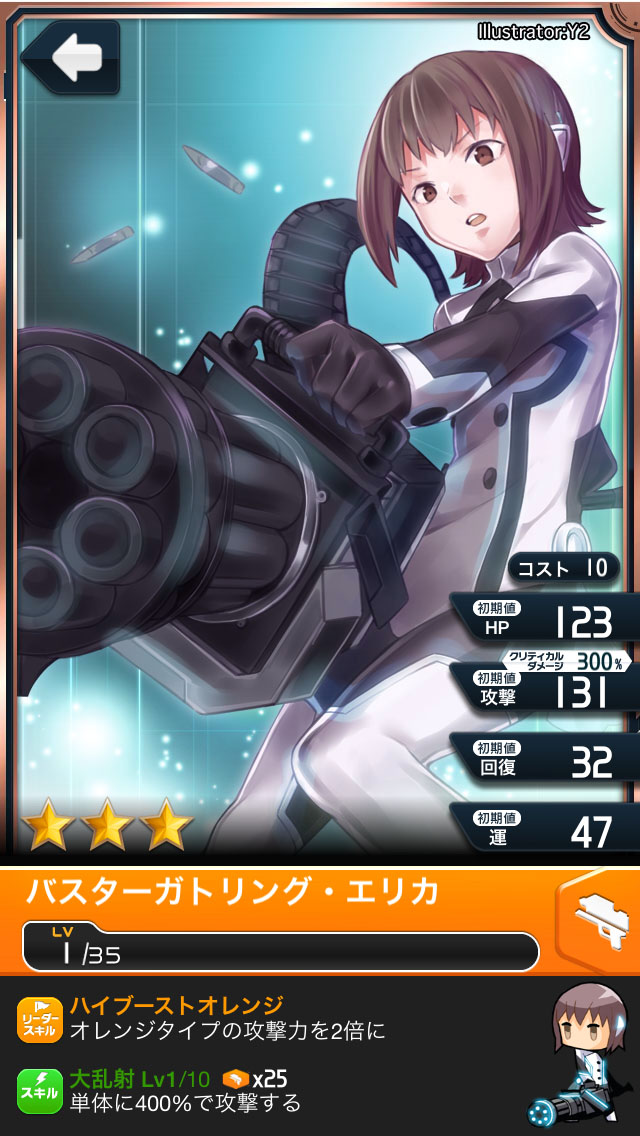 Illustrator:Y2
コスト 10
初期値
HP 123
クリティカル
ダメージ 300%
初期値
攻撃 131
初期値
回復 32
初期値
運 47
バスターガトリング・エリカ
LV
1/35
リーダー
スキル
ハイブーストオレンジ
オレンジタイプの攻撃力を2倍に
スキル
大乱射 Lv1/10 x25
単体に400%で攻撃する